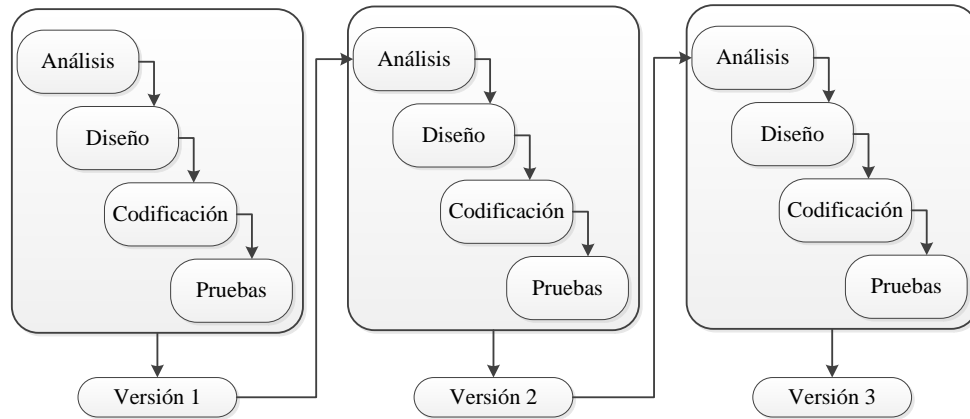 Análisis
Diseño
Codificación
Pruebas
Versión 1
Análisis
Diseño
Codificación
Pruebas
Versión 2
Análisis
Diseño
Codificación
Pruebas
Versión 3